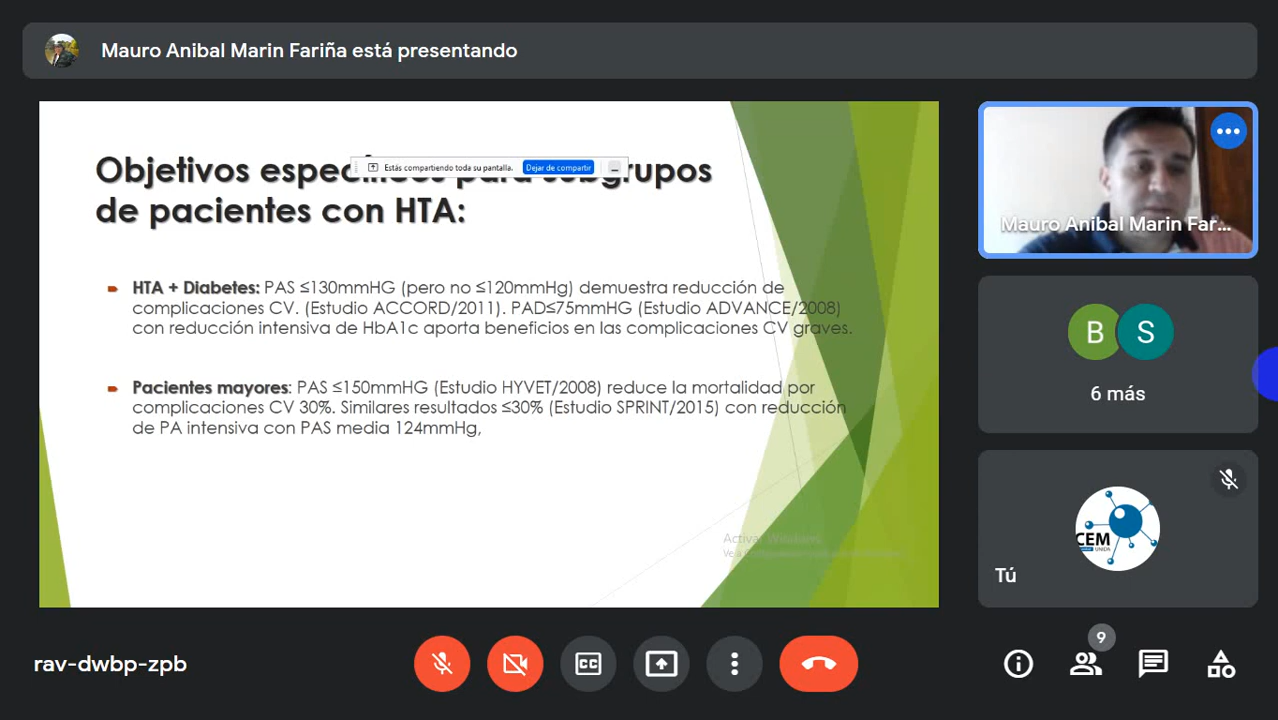 Mauro Anibal Marin Fariña está presentando
Objetivos específicos para subgrupos
Estás compartiendo toda su pantalla. Dejar de compartir
de pacientes con HTA:
HTA + Diabetes: PAS ≤130mmHG (pero no ≤120mmHg) demuestra reducción de
complicaciones CV. (Estudio ACCORD/2011). PAD≤75mmHG (Estudio ADVANCE/2008)
con reducción intensiva de HbA1c aporta beneficios en las complicaciones CV graves.
Pacientes mayores: PAS ≤150mmHG (Estudio HYVET/2008) reduce la mortalidad por
complicaciones CV 30%. Similares resultados ≤30% (Estudio SPRINT/2015) con reducción
de PA intensiva con PAS media 124mmHg,
Activar Windows
Mauro Anibal Marin Far...
B S
6 más
CEM
UNIDA
Tú
rav-dwbp-zpb
CC
9